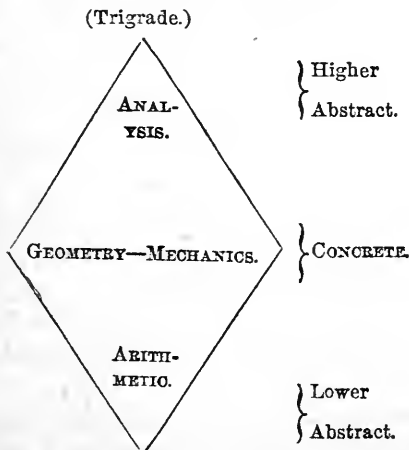 (Trigrade.)
Higher
ANAL-
Abstract.
YSIS.
GEOMETRY—MECHANICS.
CONCRETE.
ARITH-
METIC.
Lower
Abstract.